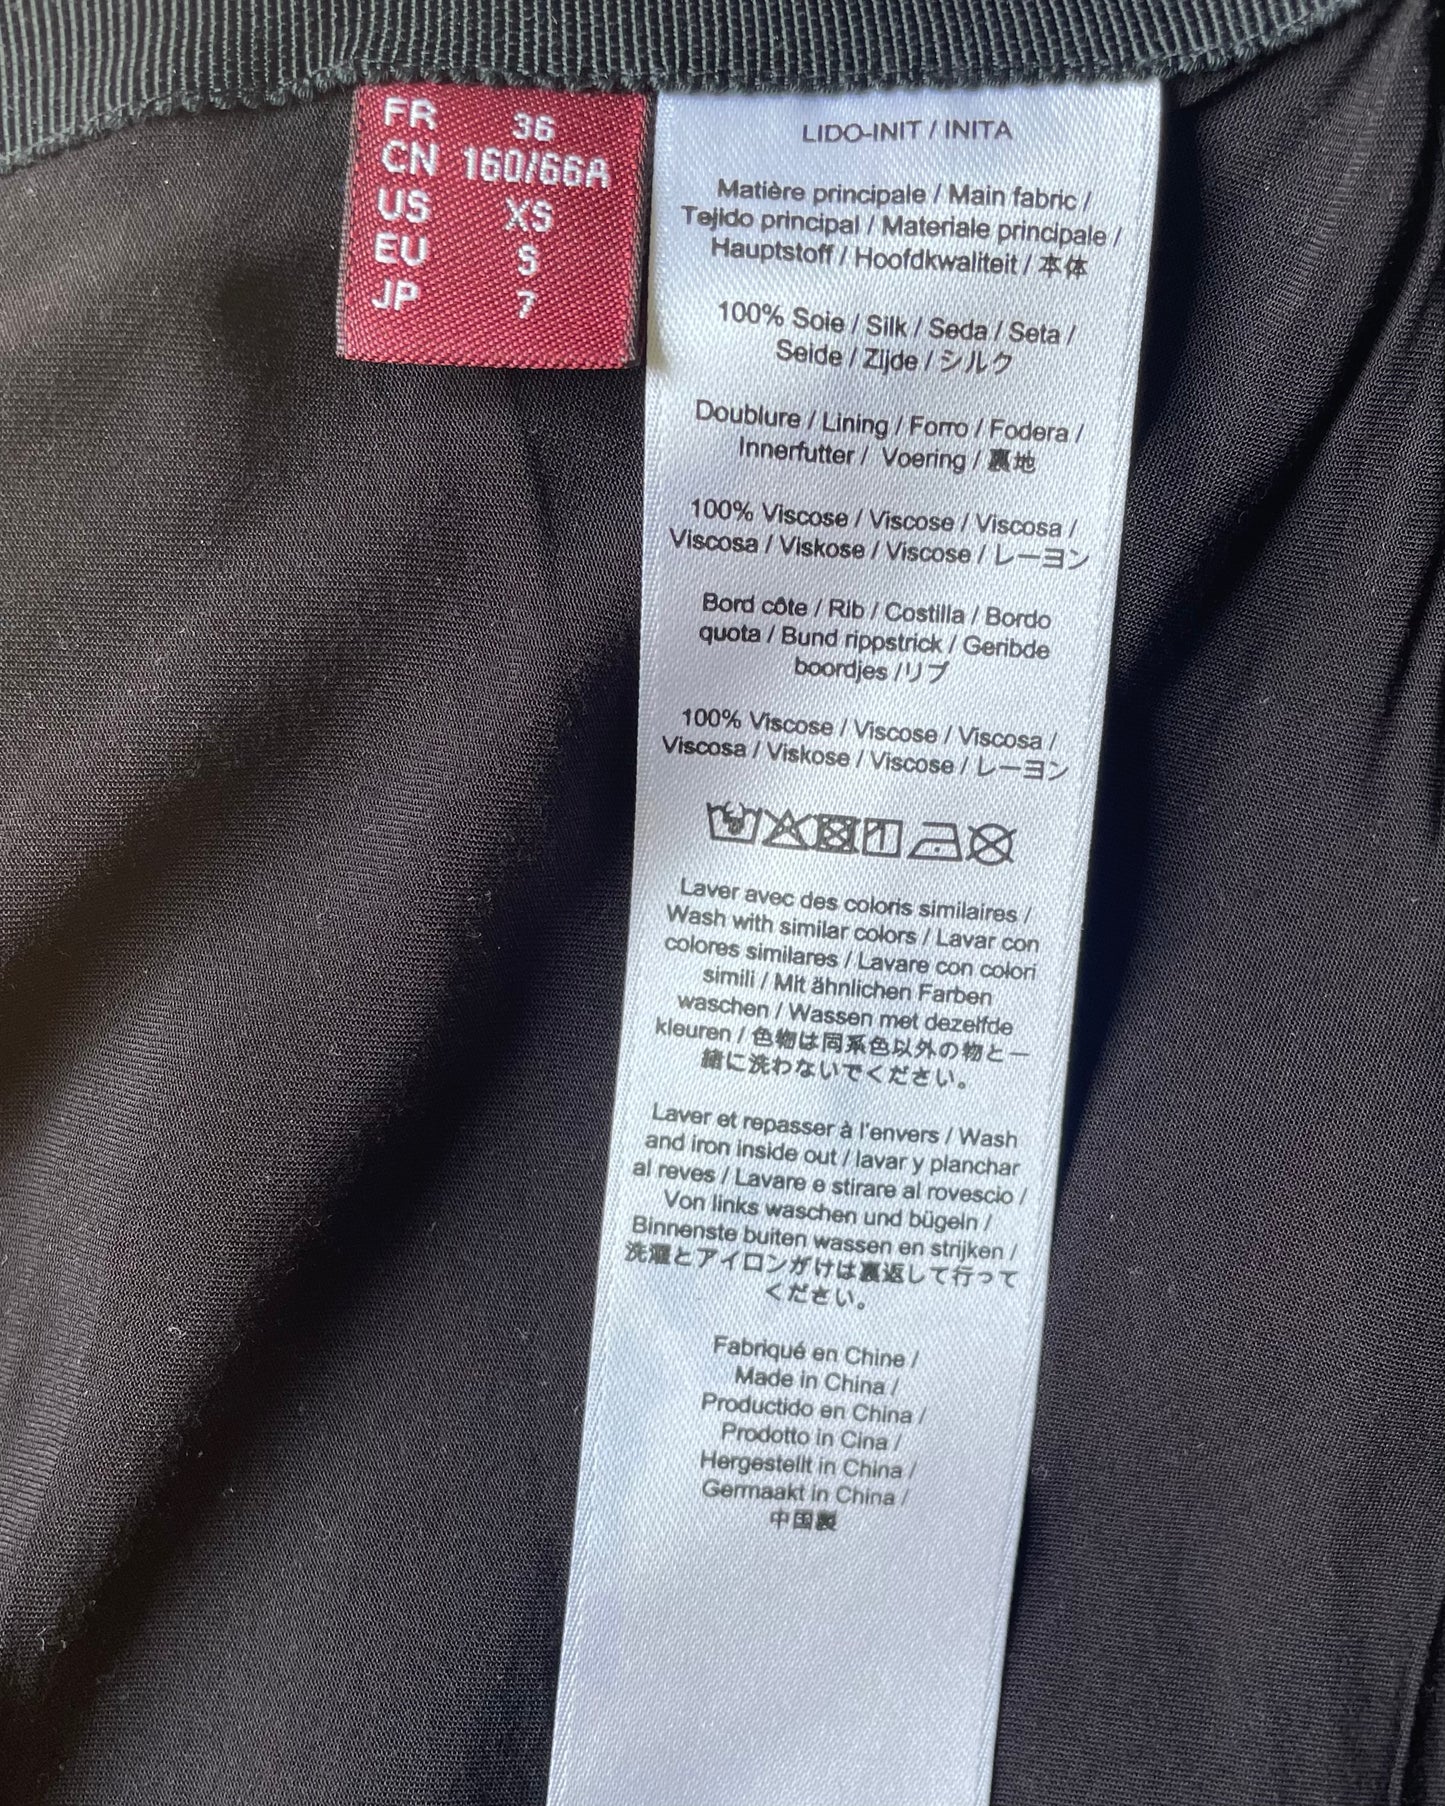 FR 36
CN 160/66A
US XS
EU S
JP 7
LIDO-INIT / INITA
Matière principale / Main fabric /
Tejido principal / Materiale principale /
Hauptstoff / Hoofdkwaliteit / 本体
100% Soie / Silk / Seda / Seta /
Seide / Zijde / シルク
Doublure / Lining / Forro / Fodera /
Innerfutter / Voering / 裏地
100% Viscose / Viscose / Viscosa /
Viscosa / Viskose / Viscose / レーヨン
Bord côte / Rib / Costilla / Bordo
quota / Bund rippstrick / Geribde
boordjes /リブ
100% Viscose / Viscose / Viscosa /
Viscosa / Viskose / Viscose / レーヨン
Laver avec des coloris similaires /
Wash with similar colors / Lavar con
colores similares / Lavare con colori
simili / Mit ähnlichen Farben
waschen / Wassen met dezelfde
kleuren / 色物は同系色以外の物と一
緒に洗わないでください。
Laver et repasser à l'envers / Wash
and iron inside out / lavar y planchar
al reves / Lavare e stirare al rovescio /
Von links waschen und bügeln /
Binnenste buiten wassen en strijken /
洗濯とアイロンがけは裏返して行って
ください。
Fabriqué en Chine /
Made in China /
Productido en China /
Prodotto in Cina /
Hergestellt in China /
Germaakt in China /
中国製